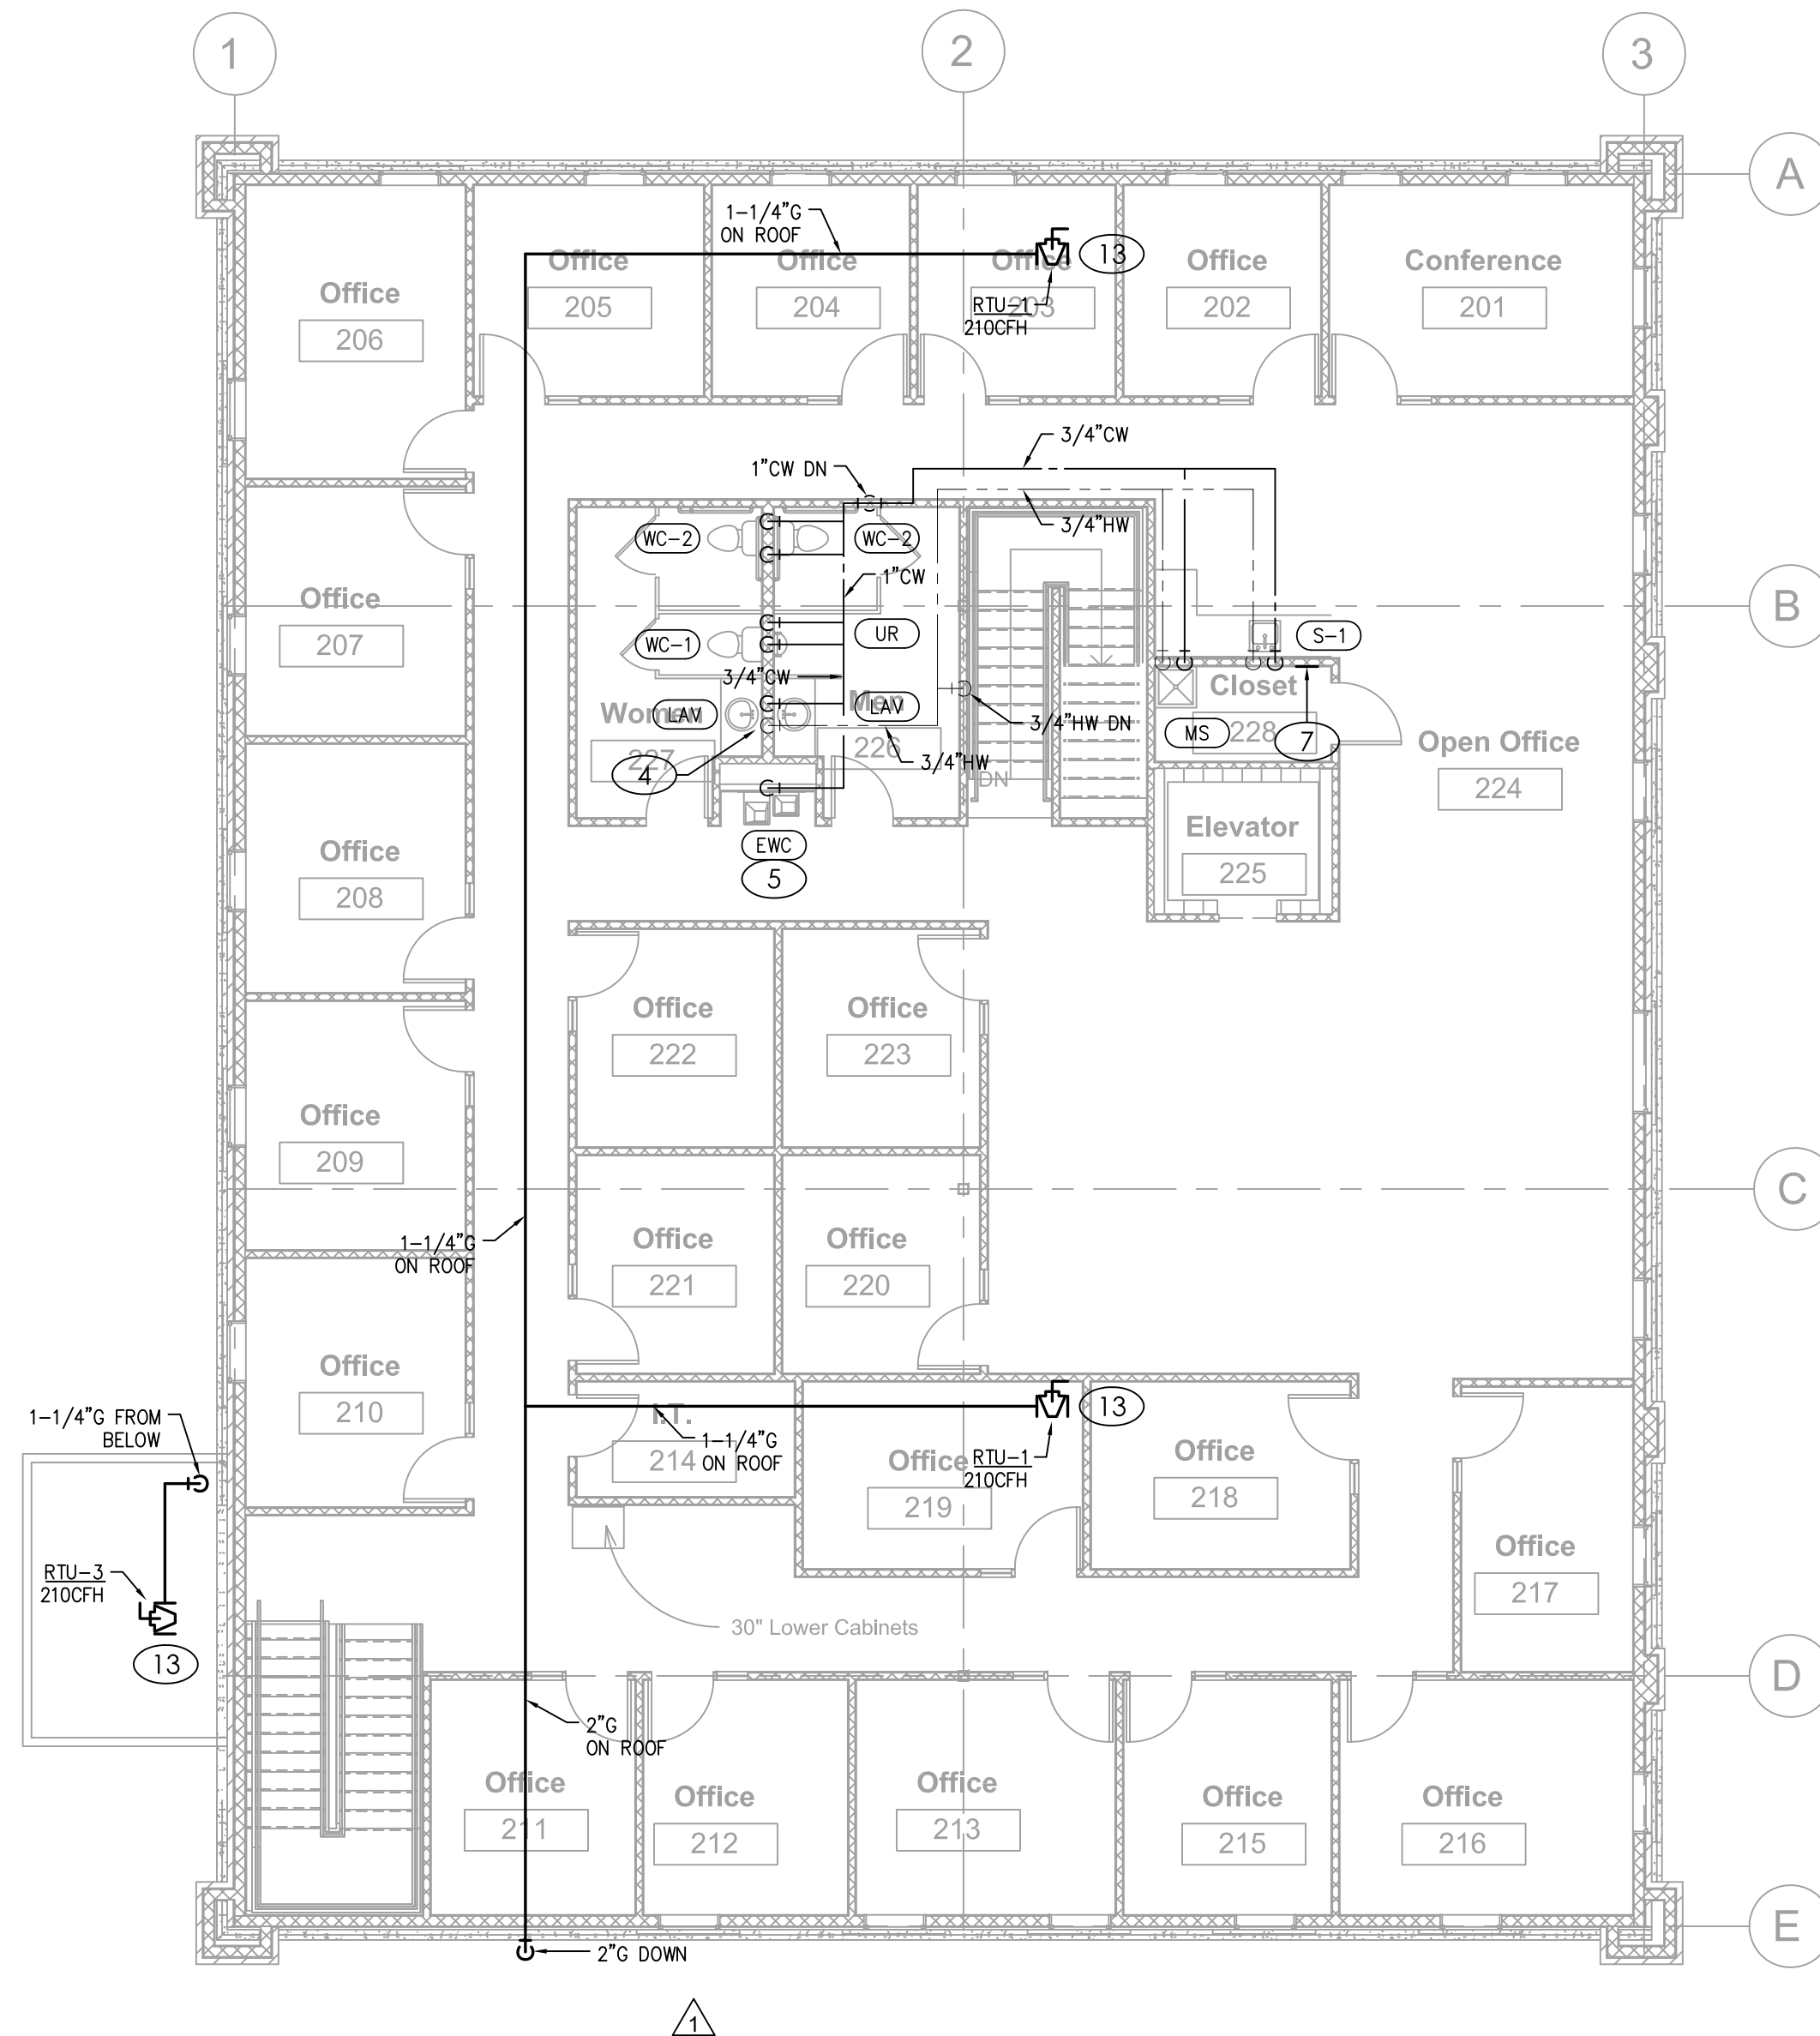 1
2
3
A
1-1/4"G
ON ROOF
13
Office
205
Office
204
Office
203
Office
202
Conference
201
Office
206
RTU-1
210CFH
3/4"CW
1"CW DN
3/4"HW
WC-2
WC-2
1"CW
B
Office
207
UR
S-1
WC-1
3/4"CW
Closet
228
Women
227
LAV
Men
226
LAV
3/4"HW DN
MS
7
Open Office
224
4
3/4"HW
DN
Office
208
EWC
5
Elevator
225
Office
222
Office
223
Office
209
C
1-1/4"G
ON ROOF
Office
221
Office
220
Office
210
13
1-1/4"G FROM
BELOW
I.T.
214
1-1/4"G
ON ROOF
Office
219
RTU-1
210CFH
Office
218
Office
217
RTU-3
210CFH
13
30" Lower Cabinets
D
2"G
ON ROOF
Office
211
Office
212
Office
213
Office
215
Office
216
E
2"G DOWN
1